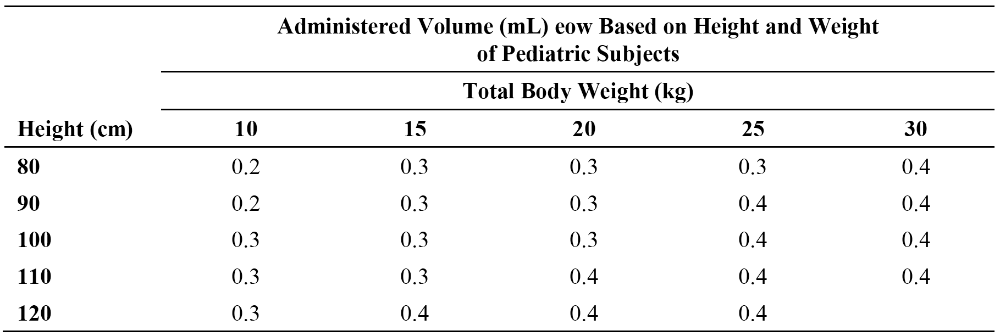 Administered Volume (mL) eow Based on Height and Weight
of Pediatric Subjects
Total Body Weight (kg)
Height (cm) 10 15 20 25 30
80 0.2 0.3 0.3 0.3 0.4
90 0.2 0.3 0.3 0.4 0.4
100 0.3 0.3 0.3 0.4 0.4
110 0.3 0.3 0.4 0.4 0.4
120 0.3 0.4 0.4 0.4